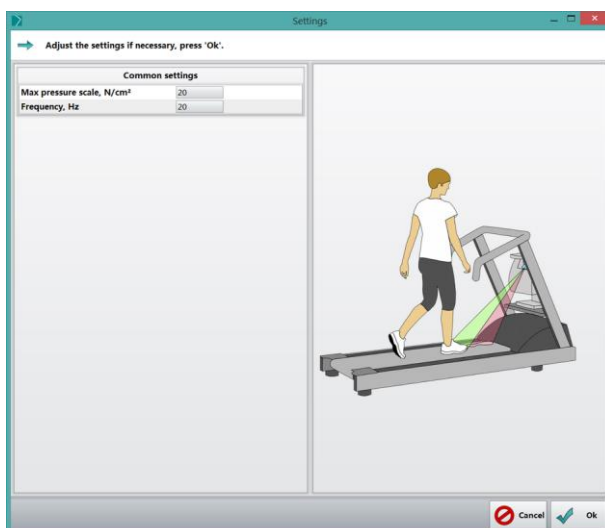 Settings
Adjust the settings if necessary, press 'Ok'.
Common settings
Max pressure scale, N/cm² 20
Frequency, Hz 20
Cancel Ok